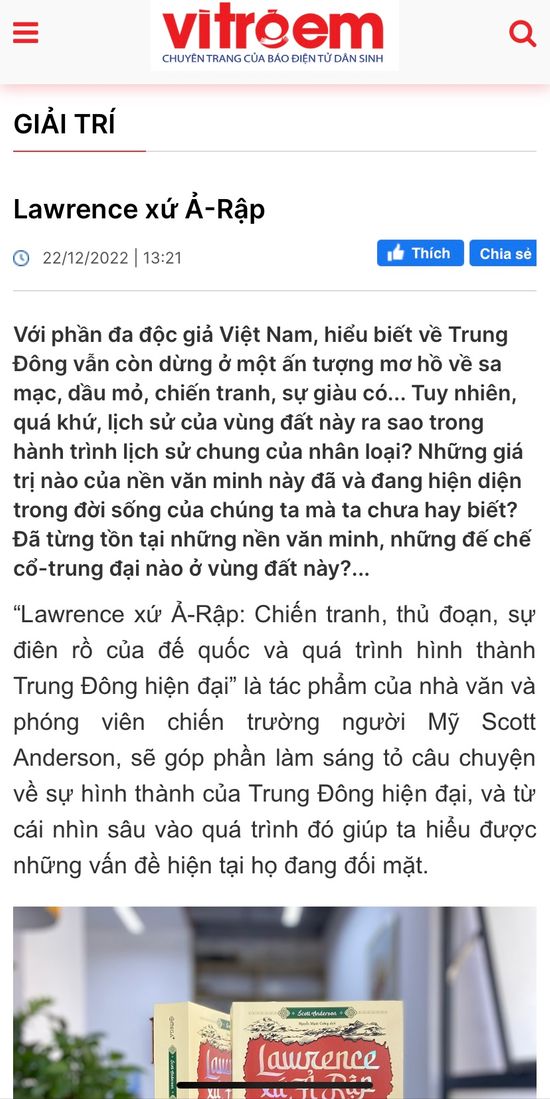 vìtrẻem
CHUYÊN TRANG CỦA BÁO ĐIỆN TỬ DÂN SINH
GIẢI TRÍ
Lawrence xứ Ả-Rập
22/12/2022 | 13:21
Thích
Chia sẻ
Với phần đa độc giả Việt Nam, hiểu biết về Trung
Đông vẫn còn dừng ở một ấn tượng mơ hồ về sa
mạc, dầu mỏ, chiến tranh, sự giàu có... Tuy nhiên,
quá khứ, lịch sử của vùng đất này ra sao trong
hành trình lịch sử chung của nhân loại? Những giá
trị nào của nền văn minh này đã và đang hiện diện
trong đời sống của chúng ta mà ta chưa hay biết?
Đã từng tồn tại những nền văn minh, những đế chế
cổ-trung đại nào ở vùng đất này?...
“Lawrence xứ Ả-Rập: Chiến tranh, thủ đoạn, sự
điên rồ của đế quốc và quá trình hình thành
Trung Đông hiện đại” là tác phẩm của nhà văn và
phóng viên chiến trường người Mỹ Scott
Anderson, sẽ góp phần làm sáng tỏ câu chuyện
về sự hình thành của Trung Đông hiện đại, và từ
cái nhìn sâu vào quá trình đó giúp ta hiểu được
những vấn đề hiện tại họ đang đối mặt.
Scott Anderson
Lawrence
xứ Ả-Rập